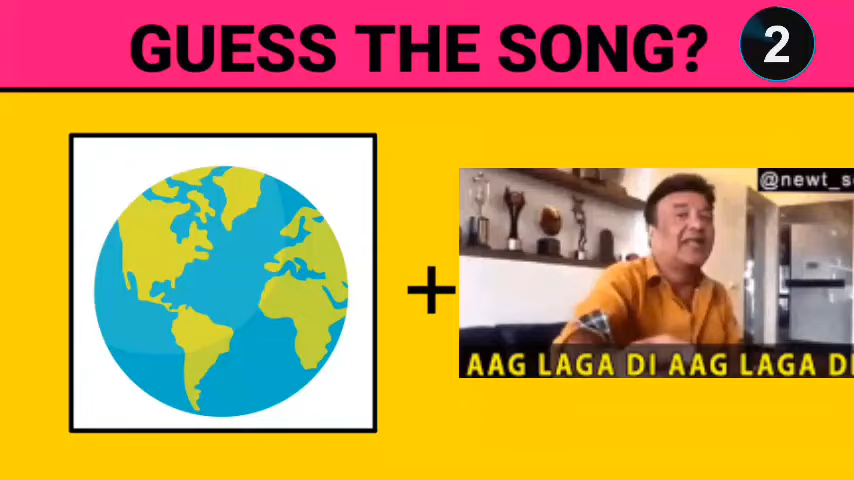 GUESS THE SONG?
2
+
@newt_s
AAG LAGA DI AAG LAGA D